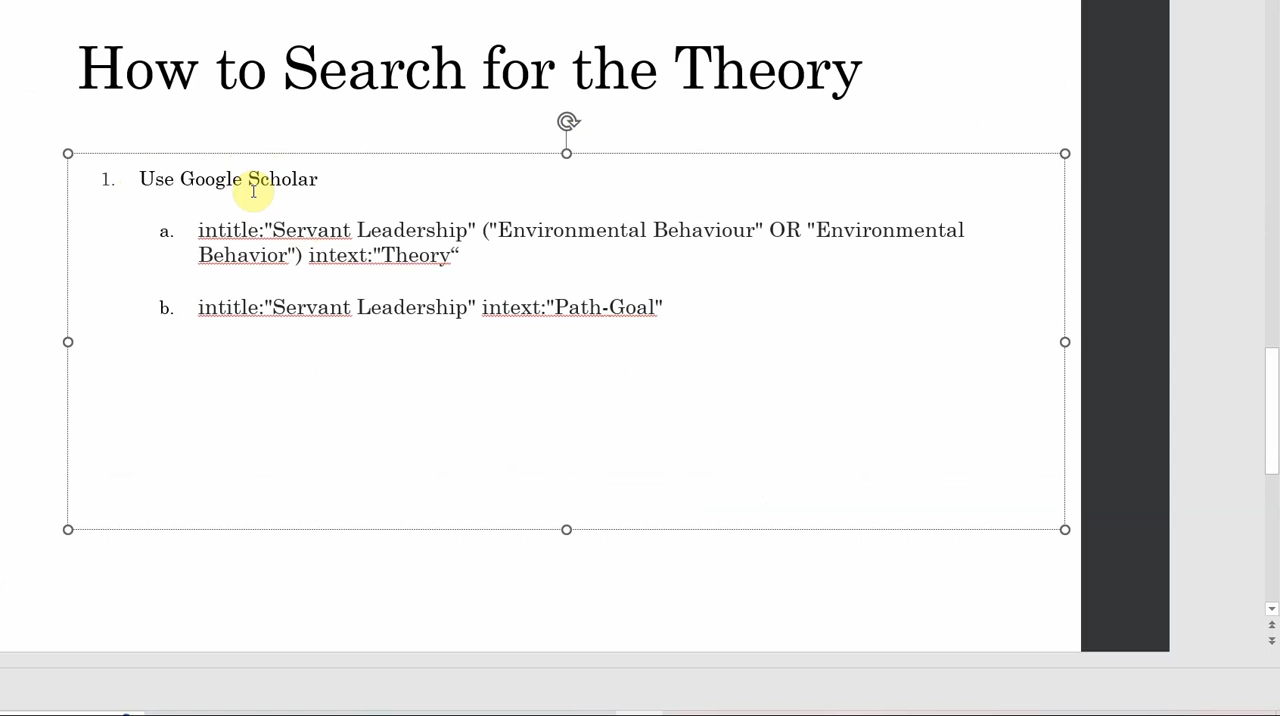 How to Search for the Theory
1. Use Google Scholar
a. intitle:"Servant Leadership" ("Environmental Behaviour" OR "Environmental
Behavior") intext:"Theory“
b. intitle:"Servant Leadership" intext:"Path-Goal"